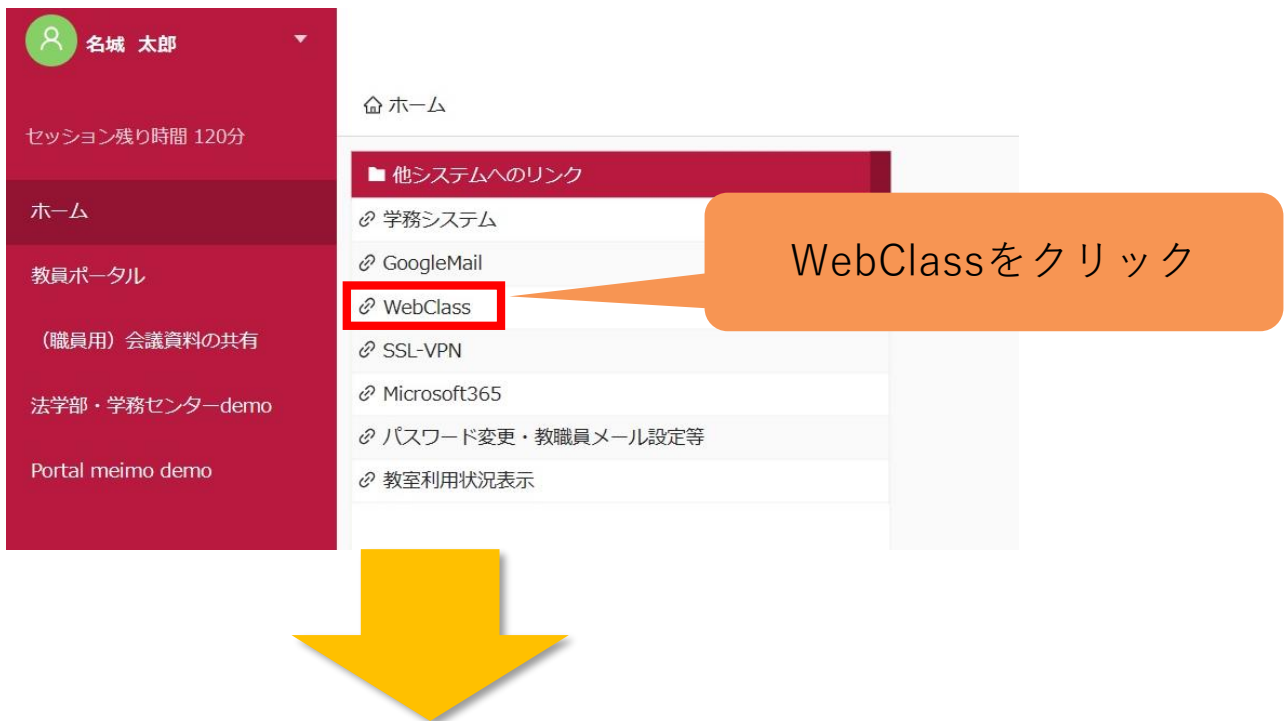 名城 太郎
セッション残り時間 120分
ホーム
教員ポータル
（職員用）会議資料の共有
法学部・学務センターdemo
Portal meimo demo
ホーム
他システムへのリンク
学務システム
GoogleMail
WebClass
SSL-VPN
Microsoft365
パスワード変更・教職員メール設定等
教室利用状況表示
WebClassをクリック